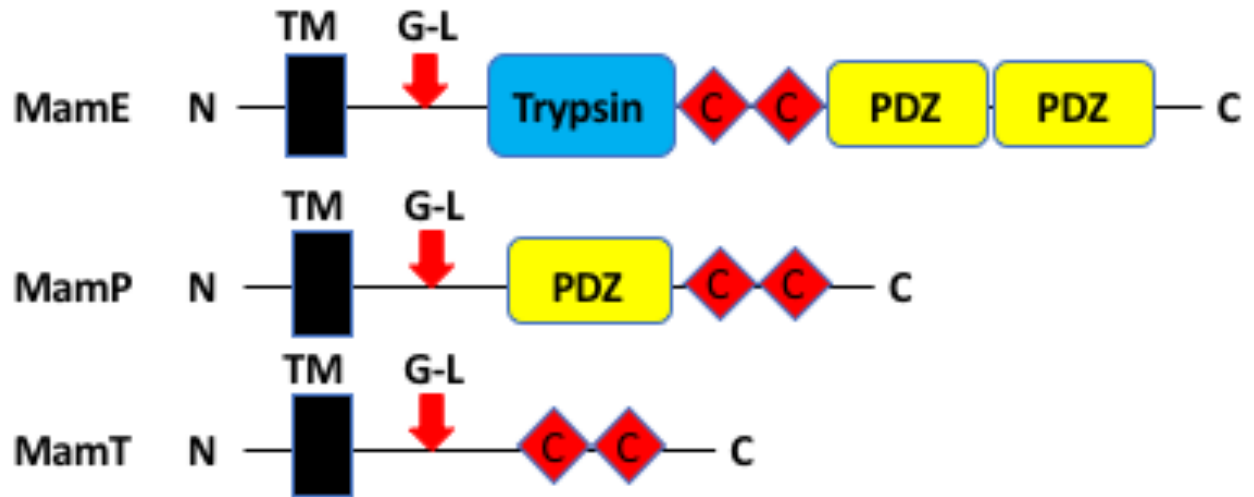 TM G-L
MamE N Trypsin C C PDZ PDZ C
TM G-L
MamP N PDZ C C C
TM G-L
MamT N C C C